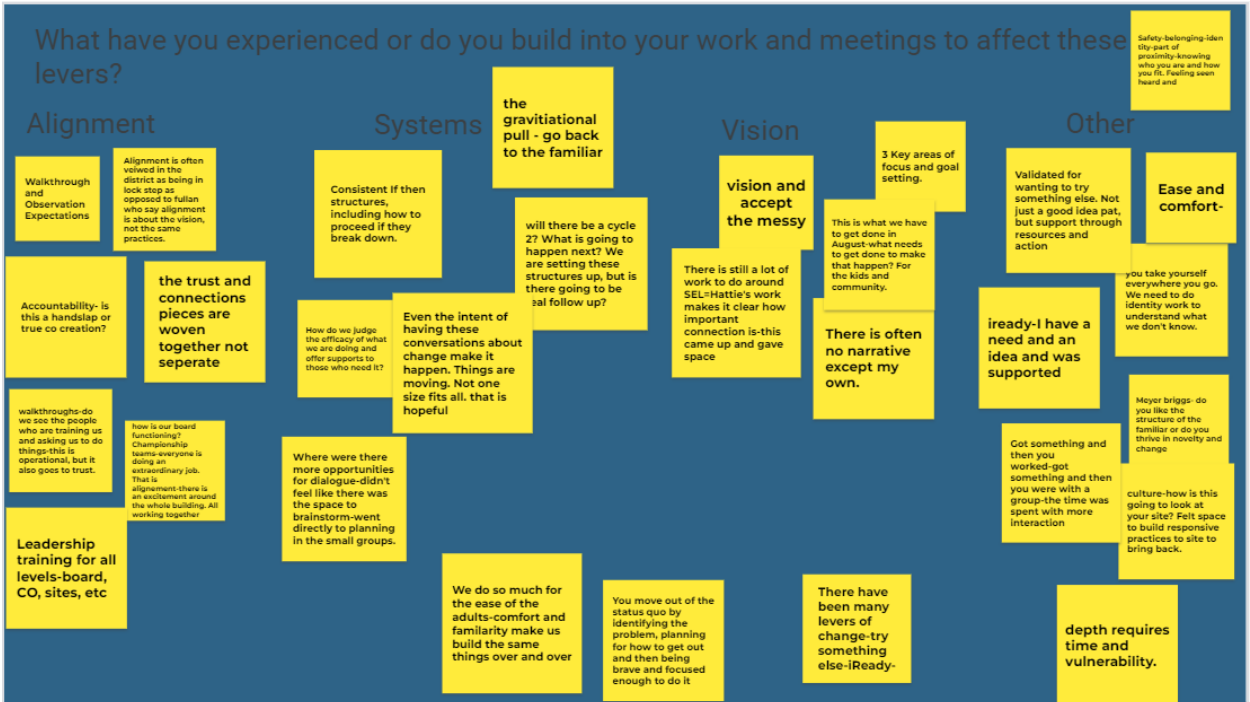 What have you experienced or do you build into your work and meetings to affect these
levers?
Safety-belonging-iden
tity-part of
proximity-knowing
who you are and how
you fit. Feeling seen
heard and
Alignment
Walkthrough
and
Observation
Expectations
Alignment is often
veiwed in the
district as being in
lock step as
opposed to fullan
who say alignment
is about the vision,
not the same
practices.
Accountability- is
this a handslap or
true co creation?
the trust and
connections
pieces are
woven
together not
seperate
walkthroughs-do
we see the people
who are training us
and asking us to do
things-this is
operational, but it
also goes to trust.
how is our board
functioning?
Championship
teams-everyone is
doing an
extraordinary job.
That is
alignement-there is
an excitement around
the whole building. All
working together
Leadership
training for all
levels-board,
CO, sites, etc
Systems
the
gravitiational
pull - go back
to the familiar
Consistent If then
structures,
including how to
proceed if they
break down.
will there be a cycle
2? What is going to
happen next? We
are setting these
structures up, but is
there going to be
eal follow up?
How do we judge
the efficacy of what
we are doing and
offer supports to
those who need it?
Even the intent of
having these
conversations about
change make it
happen. Things are
moving. Not one
size fits all. that is
hopeful
Where were there
more opportunities
for dialogue-didn't
feel like there was
the space to
brainstorm-went
directly to planning
in the small groups.
We do so much for
the ease of the
adults-comfort and
familarity make us
build the same
things over and over
You move out of the
status quo by
identifying the
problem, planning
for how to get out
and then being
brave and focused
enough to do it
Vision
vision and
accept
the messy
3 Key areas of
focus and goal
setting.
This is what we have
to get done in
August-what needs
to get done to make
that happen? For
the kids and
community.
There is still a lot of
work to do around
SEL=Hattie's work
makes it clear how
important
connection is-this
came up and gave
space
There is often
no narrative
except my
own.
There have
been many
levers of
change-try
something
else-iReady-
Other
Validated for
wanting to try
something else. Not
just a good idea pat,
but support through
resources and
action
Ease and
comfort-
you take yourself
everywhere you go.
We need to do
identity work to
understand what
we don't know.
iready-I have a
need and an
idea and was
supported
Meyer briggs- do
you like the
structure of the
familiar or do you
thrive in novelty and
change
Got something and
then you
worked-got
something and then
you were with a
group-the time was
spent with more
interaction
culture-how is this
going to look at
your site? Felt space
to build responsive
practices to site to
bring back.
depth requires
time and
vulnerability.